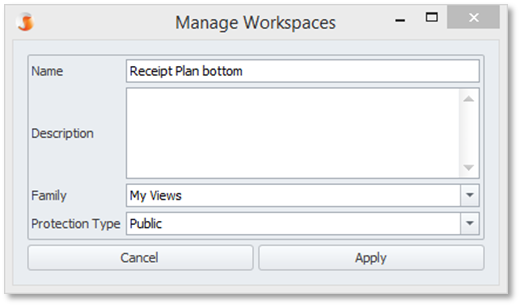 Manage Workspaces
Name Receipt Plan bottom
Description
Family My Views
Protection Type Public
Cancel Apply